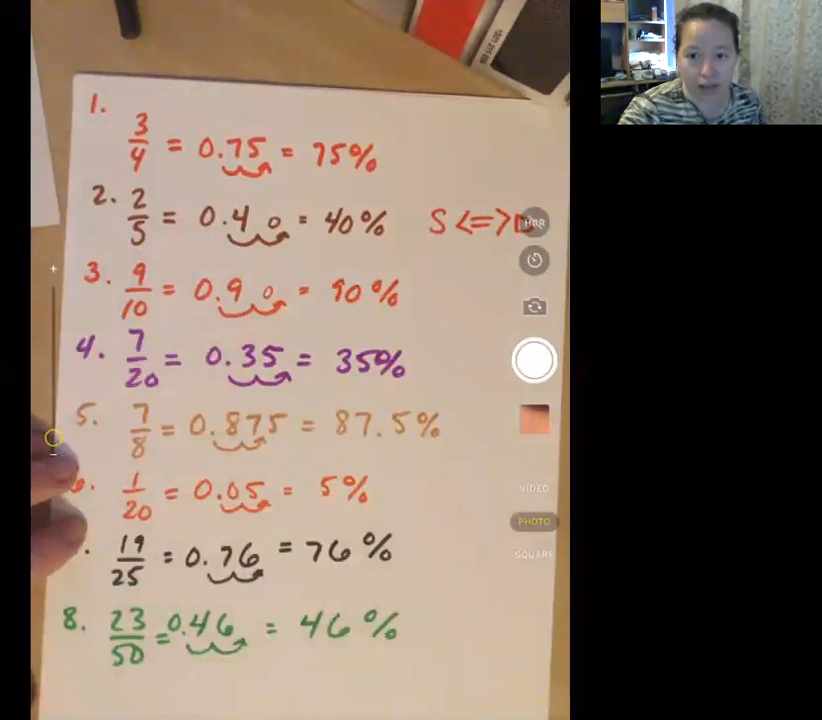 1.
3/4 = 0.75 = 75%
2. 2/5 = 0.40 = 40% S <=> D
HDR
3. 9/10 = 0.90 = 90%
4. 7/20 = 0.35 = 35%
5. 7/8 = 0.875 = 87.5%
1/20 = 0.05 = 5%
VIDEO
PHOTO
19/25 = 0.76 = 76%
SQUARE
8. 23/50 = 0.46 = 46%